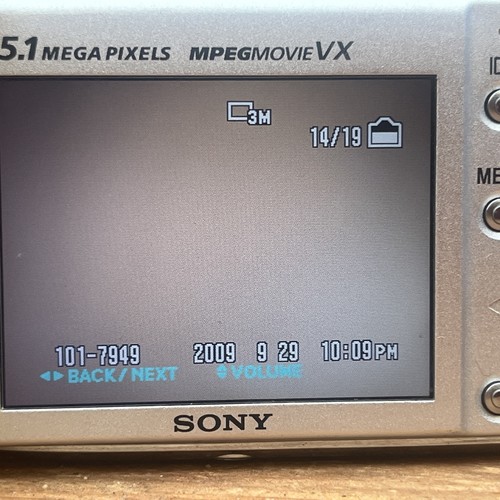 5.1 MEGA PIXELS MPEGMOVIE VX
3M
14/19
101-7949 2009 9 29 10:09PM
BACK/NEXT VOLUME
SONY